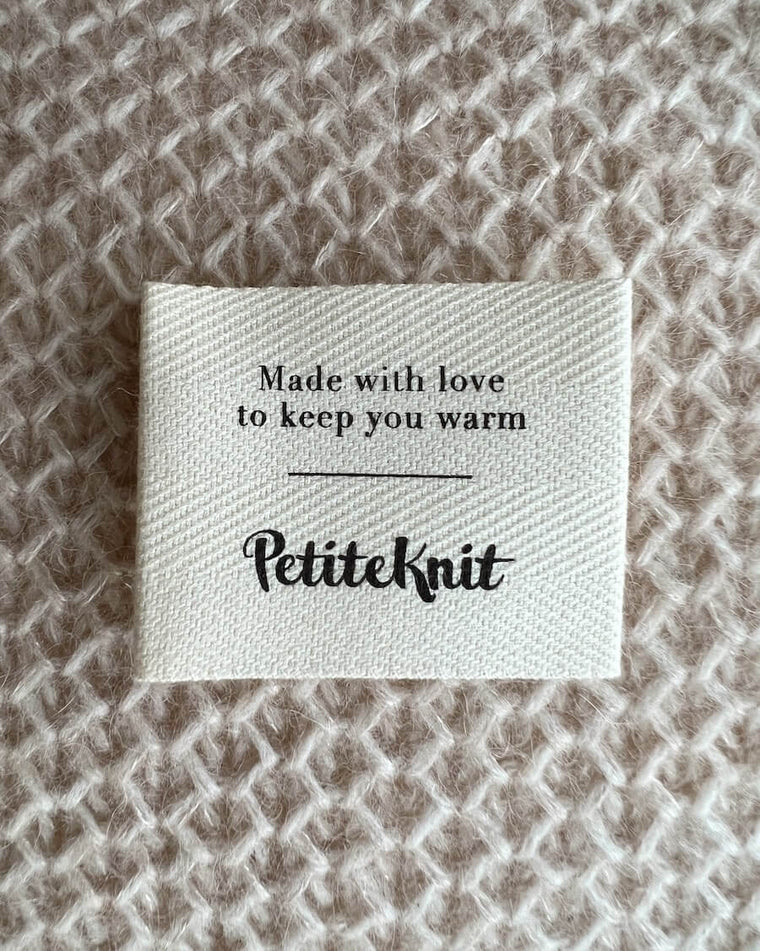 Made with love
to keep you warm
PetiteKnit